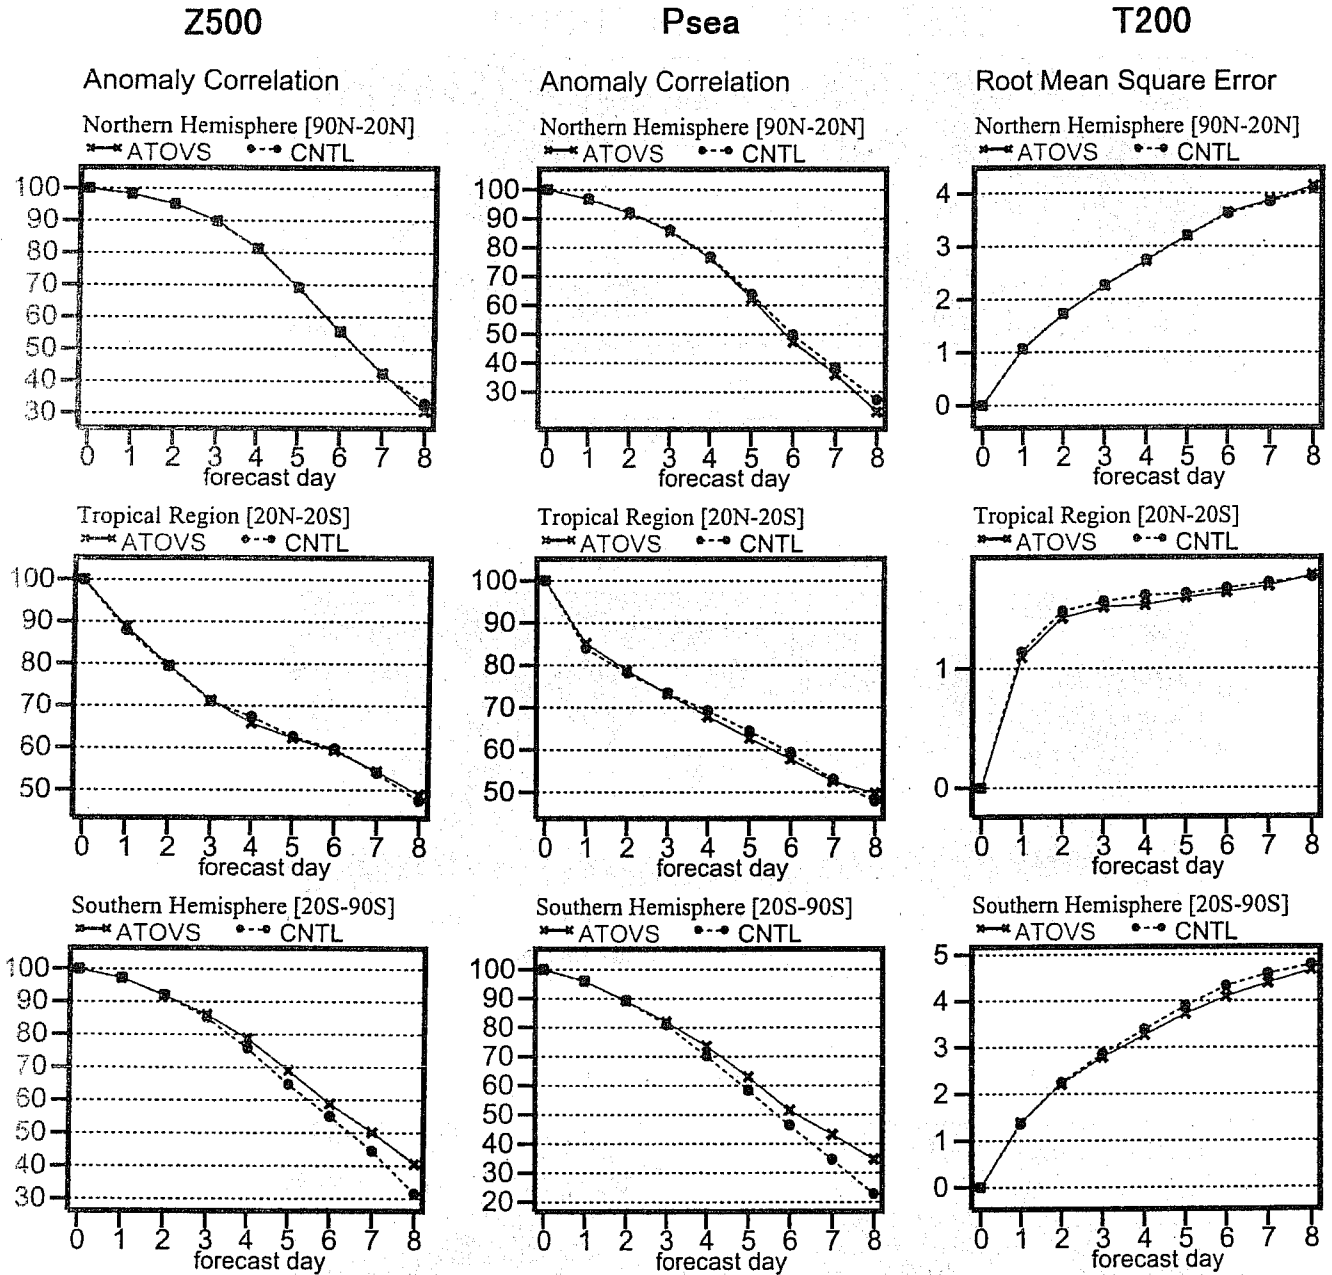 Z500
Psea
T200
Anomaly Correlation
Anomaly Correlation
Root Mean Square Error
Northern Hemisphere [90N-20N]
ATOVS CNTL
100
90
80
70
60
50
40
30
0 1 2 3 4 5 6 7 8
forecast day
Northern Hemisphere [90N-20N]
ATOVS CNTL
100
90
80
70
60
50
40
30
0 1 2 3 4 5 6 7 8
forecast day
Northern Hemisphere [90N-20N]
ATOVS CNTL
4
3
2
1
0
0 1 2 3 4 5 6 7 8
forecast day
Tropical Region [20N-20S]
ATOVS CNTL
100
90
80
70
60
50
0 1 2 3 4 5 6 7 8
forecast day
Tropical Region [20N-20S]
ATOVS CNTL
100
90
80
70
60
50
0 1 2 3 4 5 6 7 8
forecast day
Tropical Region [20N-20S]
ATOVS CNTL
1
0
0 1 2 3 4 5 6 7 8
forecast day
Southern Hemisphere [20S-90S]
ATOVS CNTL
100
90
80
70
60
50
40
30
0 1 2 3 4 5 6 7 8
forecast day
Southern Hemisphere [20S-90S]
ATOVS CNTL
100
90
80
70
60
50
40
30
20
0 1 2 3 4 5 6 7 8
forecast day
Southern Hemisphere [20S-90S]
ATOVS CNTL
5
4
3
2
1
0
0 1 2 3 4 5 6 7 8
forecast day